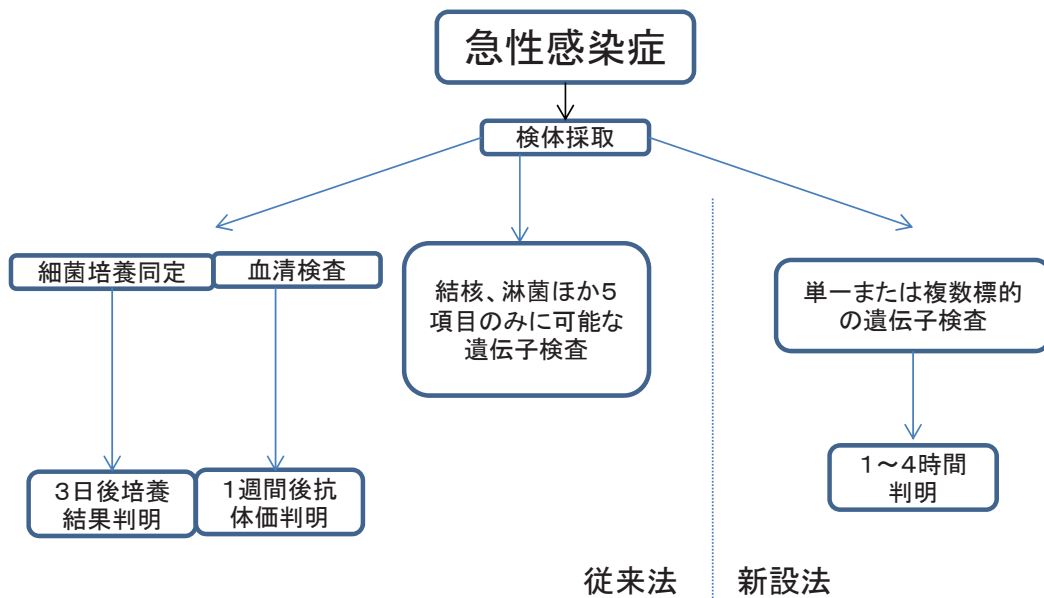 急性感染症
検体採取
細菌培養同定
血清検査
結核、淋菌ほか５
項目のみに可能な
遺伝子検査
単一または複数標的
の遺伝子検査
３日後培養
結果判明
１週間後抗
体価判明
１～４時間
判明
従来法
新設法